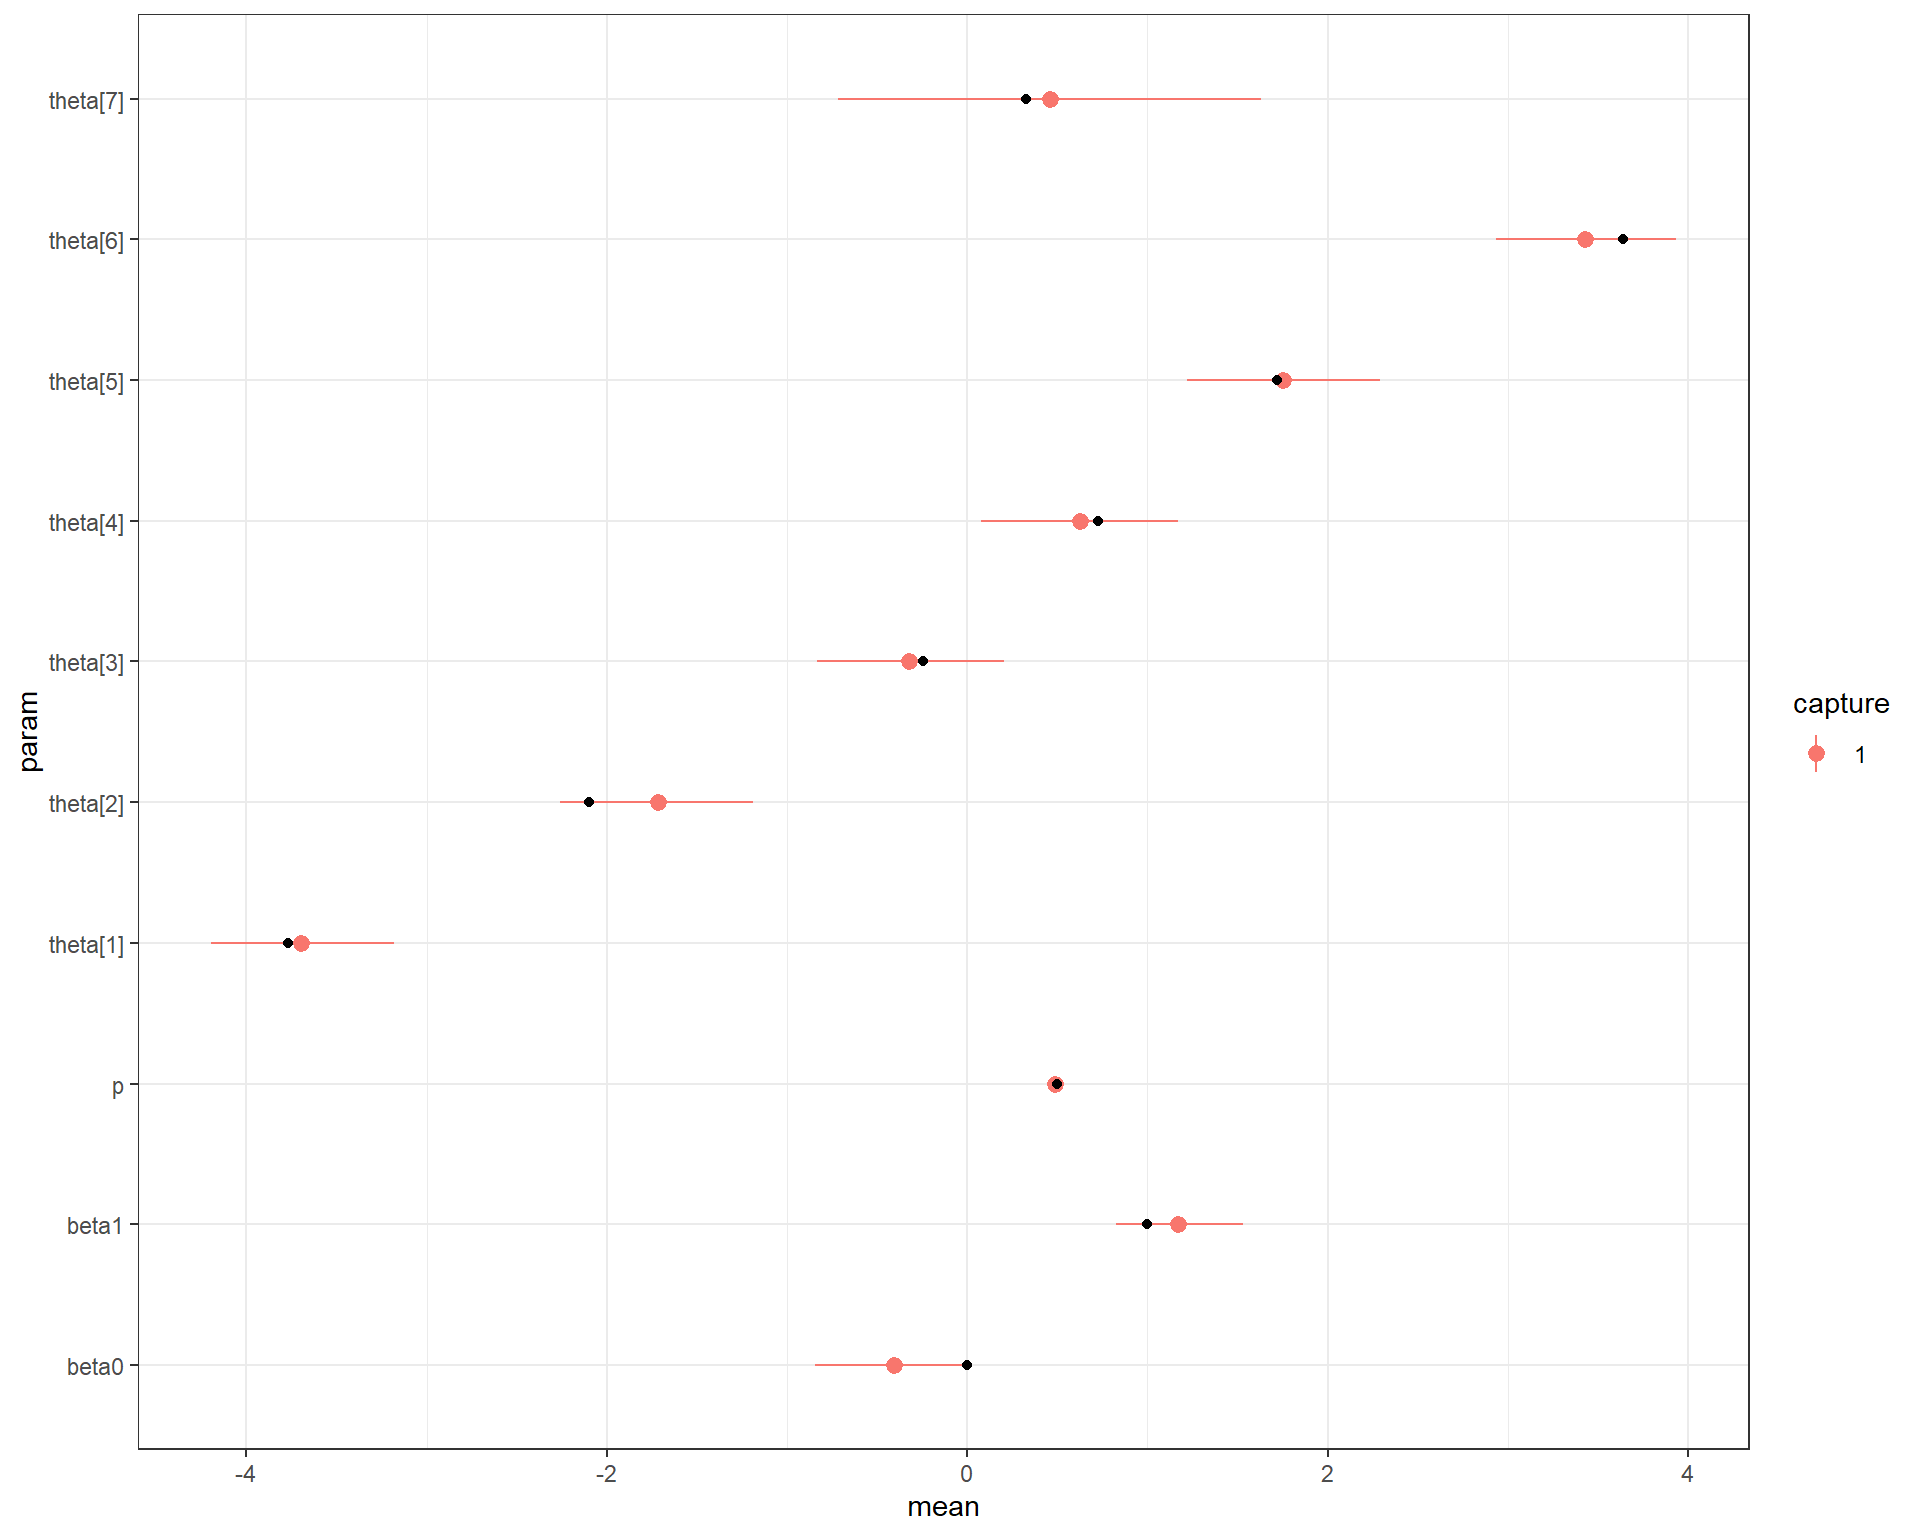 theta[7]
theta[6]
theta[5]
theta[4]
theta[3]
theta[2]
theta[1]
p
beta1
beta0
param
-4 -2 0 2 4
mean
capture
1